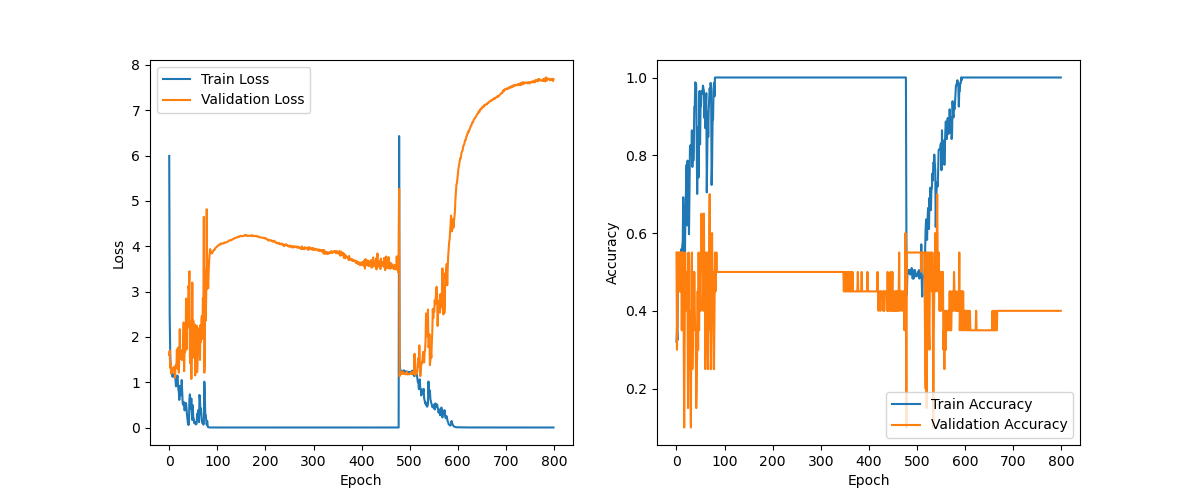 Train Loss
Validation Loss
8
7
6
5
4
3
2
1
0
Loss
0 100 200 300 400 500 600 700 800
Epoch
1.0
0.8
0.6
0.4
0.2
Accuracy
Train Accuracy
Validation Accuracy
0 100 200 300 400 500 600 700 800
Epoch